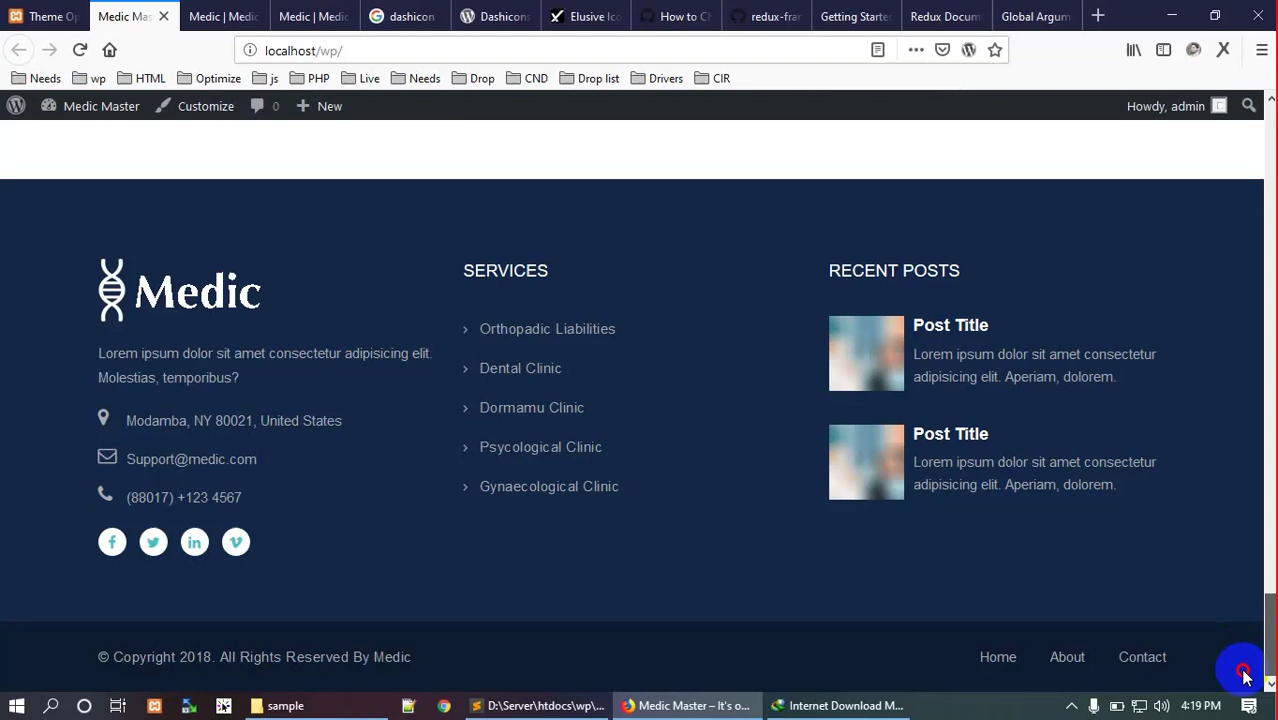 Theme Op
Medic Mas
Medic | Medic
Medic | Medic
dashicon
Dashicons
Elusive Ico
How to Ch
redux-fran
Getting Starte
Redux Docum
Global Argum
localhost/wp/
Needs
wp
HTML
Optimize
js
PHP
Live
Needs
Drop
CND
Drop list
Drivers
CIR
Medic Master
Customize
0
New
Howdy, admin
Medic
Lorem ipsum dolor sit amet consectetur adipisicing elit.
Molestias, temporibus?
Modamba, NY 80021, United States
Support@medic.com
(88017) +123 4567
SERVICES
Orthopadic Liabilities
Dental Clinic
Dormamu Clinic
Psycological Clinic
Gynaecological Clinic
RECENT POSTS
Post Title
Lorem ipsum dolor sit amet consectetur
adipisicing elit. Aperiam, dolorem.
Post Title
Lorem ipsum dolor sit amet consectetur
adipisicing elit. Aperiam, dolorem.
© Copyright 2018. All Rights Reserved By Medic
Home
About
Contact
sample
D:\Server\htdocs\wp\...
Medic Master – It's o...
Internet Download M...
4:19 PM